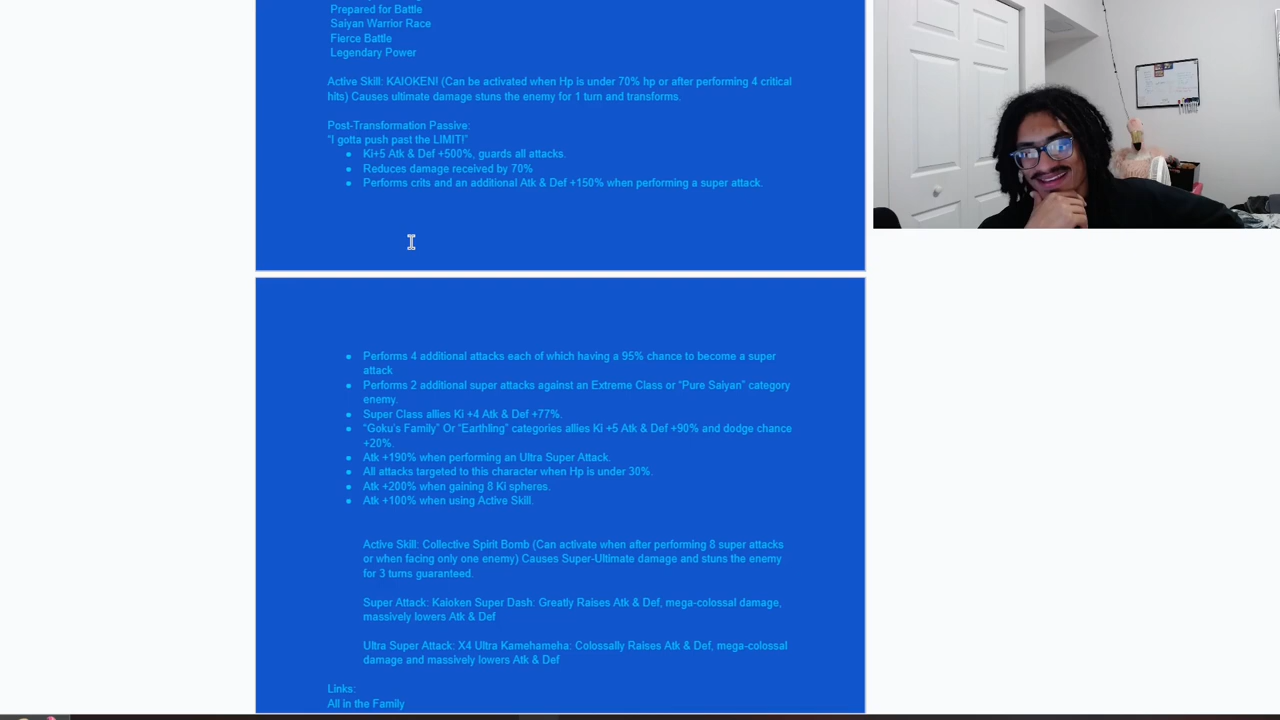 Prepared for Battle
Saiyan Warrior Race
Fierce Battle
Legendary Power
Active Skill: KAIOKEN! (Can be activated when Hp is under 70% hp or after performing 4 critical
hits) Causes ultimate damage stuns the enemy for 1 turn and transforms.
Post-Transformation Passive:
"I gotta push past the LIMIT!"
● Ki+5 Atk & Def +500%, guards all attacks.
● Reduces damage received by 70%
● Performs crits and an additional Atk & Def +150% when performing a super attack.
● Performs 4 additional attacks each of which having a 95% chance to become a super
attack
● Performs 2 additional super attacks against an Extreme Class or "Pure Saiyan" category
enemy.
● Super Class allies Ki +4 Atk & Def +77%.
● "Goku's Family" Or "Earthling" categories allies Ki +5 Atk & Def +90% and dodge chance
+20%.
● Atk +190% when performing an Ultra Super Attack.
● All attacks targeted to this character when Hp is under 30%.
● Atk +200% when gaining 8 Ki spheres.
● Atk +100% when using Active Skill.
Active Skill: Collective Spirit Bomb (Can activate when after performing 8 super attacks
or when facing only one enemy) Causes Super-Ultimate damage and stuns the enemy
for 3 turns guaranteed.
Super Attack: Kaioken Super Dash: Greatly Raises Atk & Def, mega-colossal damage,
massively lowers Atk & Def
Ultra Super Attack: X4 Ultra Kamehameha: Colossally Raises Atk & Def, mega-colossal
damage and massively lowers Atk & Def
Links:
All in the Family